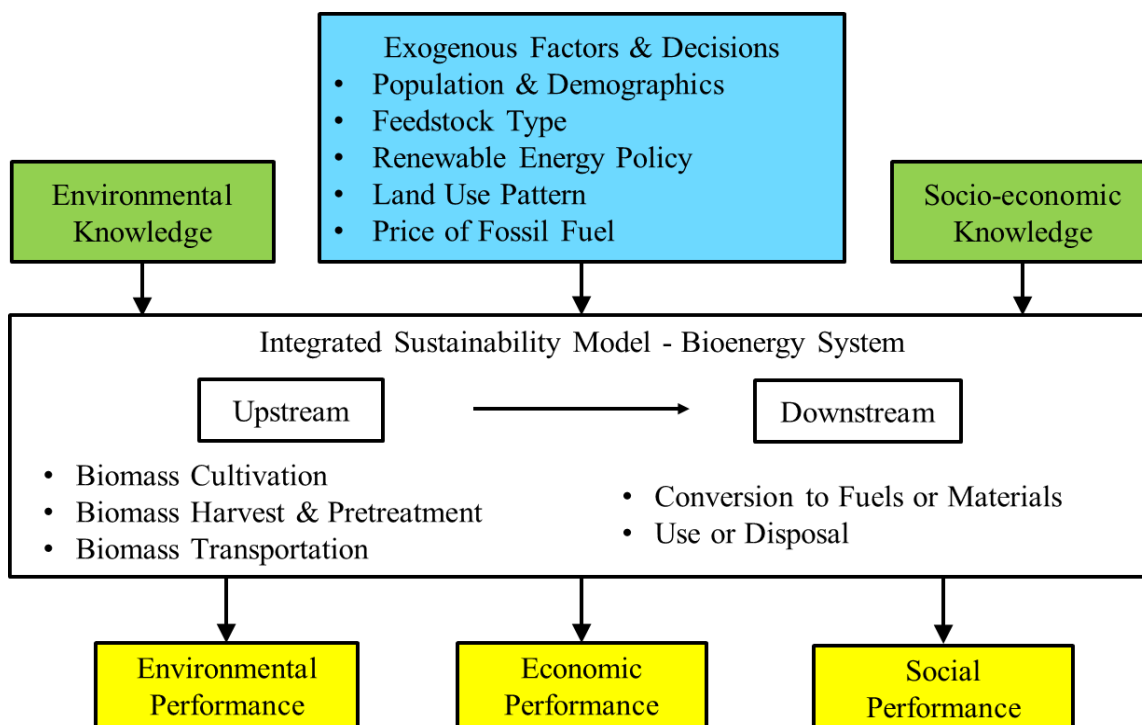 Exogenous Factors & Decisions
• Population & Demographics
• Feedstock Type
• Renewable Energy Policy
• Land Use Pattern
• Price of Fossil Fuel
Environmental
Knowledge
Socio-economic
Knowledge
Integrated Sustainability Model - Bioenergy System
Upstream
Downstream
• Biomass Cultivation
• Biomass Harvest & Pretreatment
• Biomass Transportation
• Conversion to Fuels or Materials
• Use or Disposal
Environmental
Performance
Economic
Performance
Social
Performance